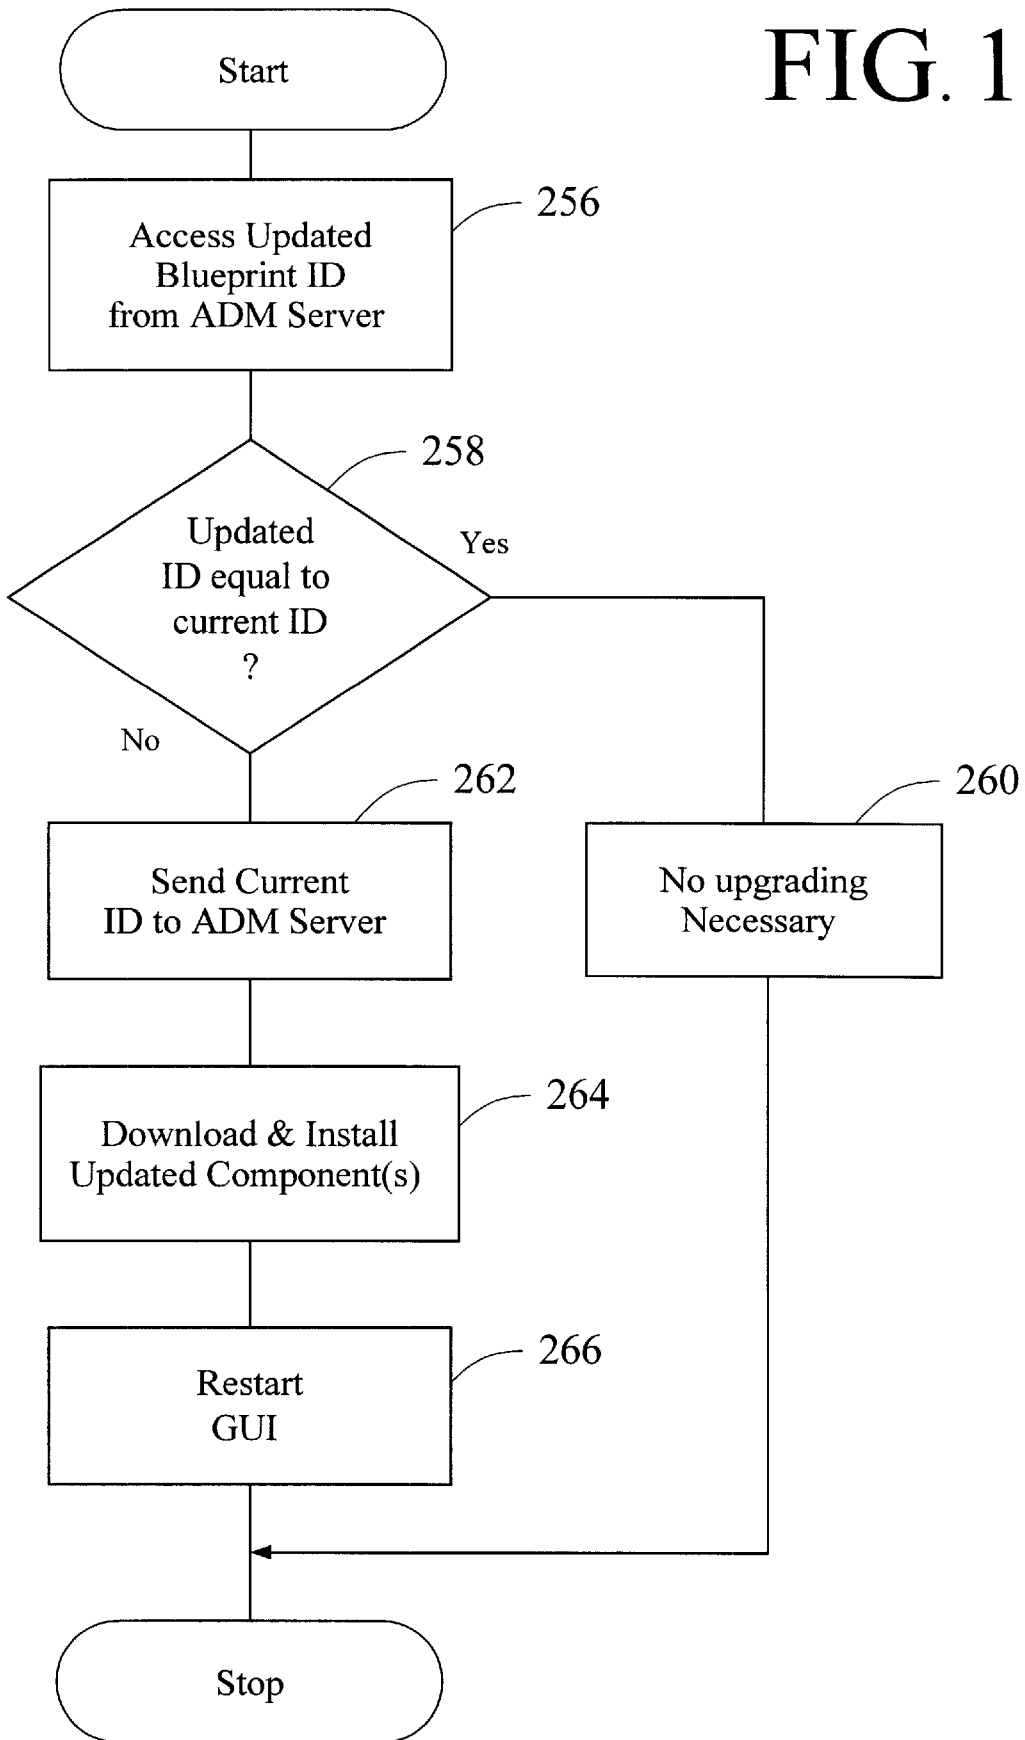 FIG. 1
Start
256
Access Updated
Blueprint ID
from ADM Server
258
Updated
ID equal to
current ID
?
Yes
No
262
Send Current
ID to ADM Server
260
No upgrading
Necessary
264
Download & Install
Updated Component(s)
266
Restart
GUI
Stop